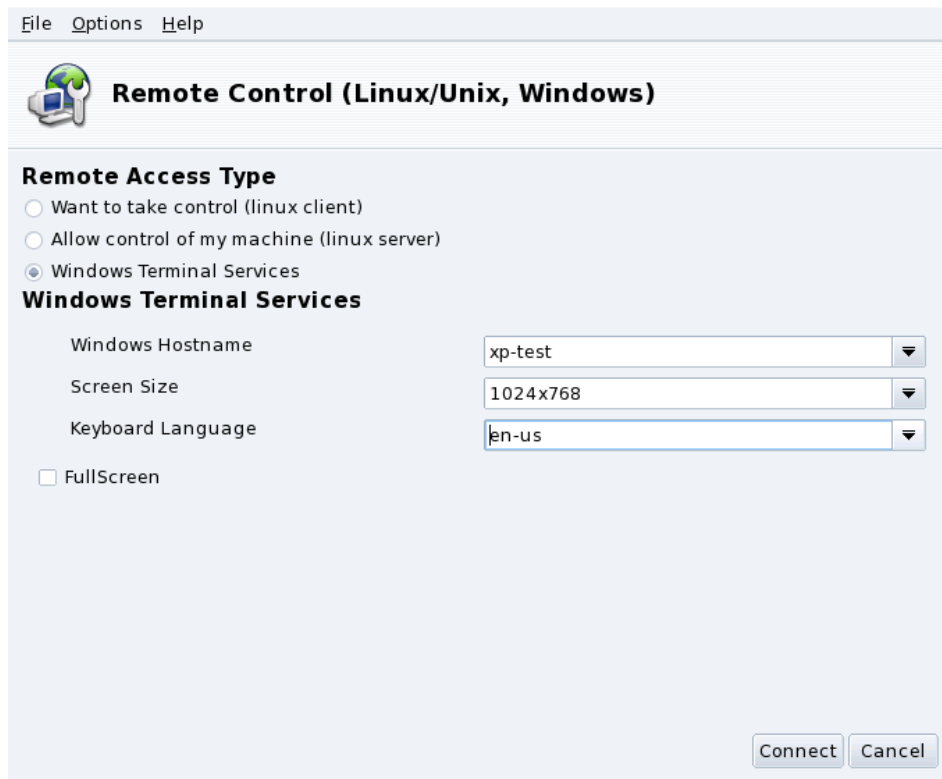 File Options Help
Remote Control (Linux/Unix, Windows)
Remote Access Type
Want to take control (linux client)
Allow control of my machine (linux server)
Windows Terminal Services
Windows Terminal Services
Windows Hostname xp-test
Screen Size 1024x768
Keyboard Language en-us
FullScreen
Connect Cancel